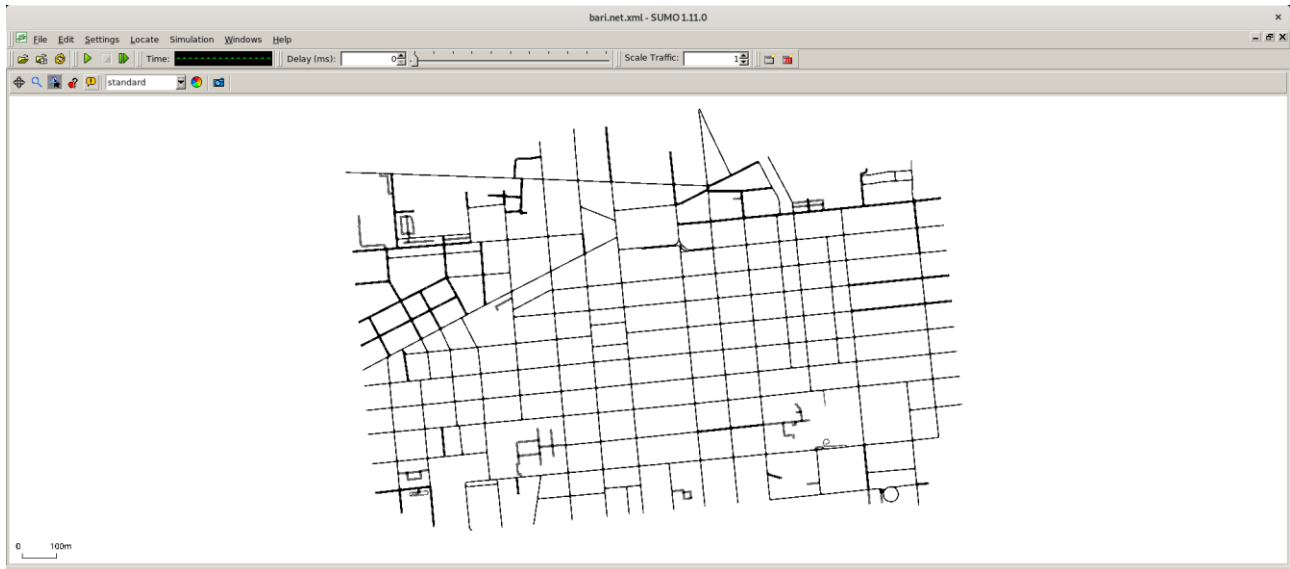 bari.net.xml - SUMO 1.11.0
File Edit Settings Locate Simulation Windows Help
Time: Delay (ms): 0 Scale Traffic: 1
standard
0 100m